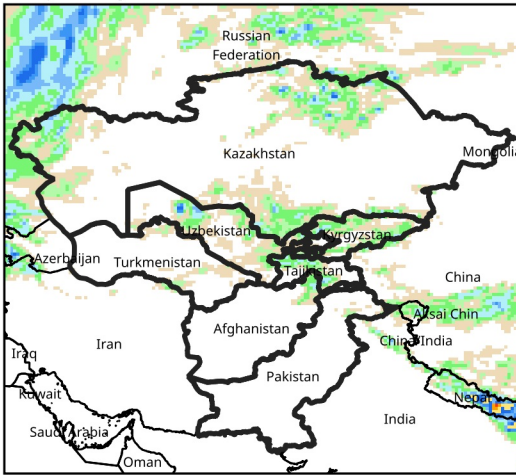 Russian
Federation
Kazakhstan
Mongolia
Uzbekistan
Kyrgyzstan
Azerbaijan
Turkmenistan
Tajikistan
China
Aksai Chin
Afghanistan
China/India
Iran
Iraq
Pakistan
Kuwait
Nepal
India
Saudi Arabia
Oman